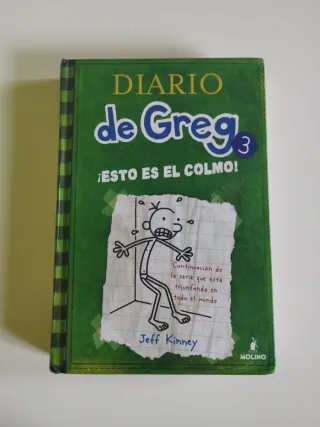 DIARIO
de Greg 3
¡ESTO ES EL COLMO!
Continuación de
la serie que está
triunfando en
todo el mundo
Jeff Kinney
MOLINO